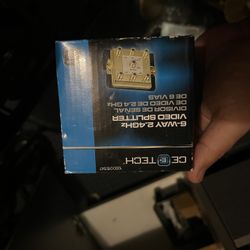 CE TECH
6-WAY 2.4GHz
VIDEO SPLITTER
DIVISOR DE SEÑAL
DE VIDEO DE 2.4 GHz
DE 6 VIAS